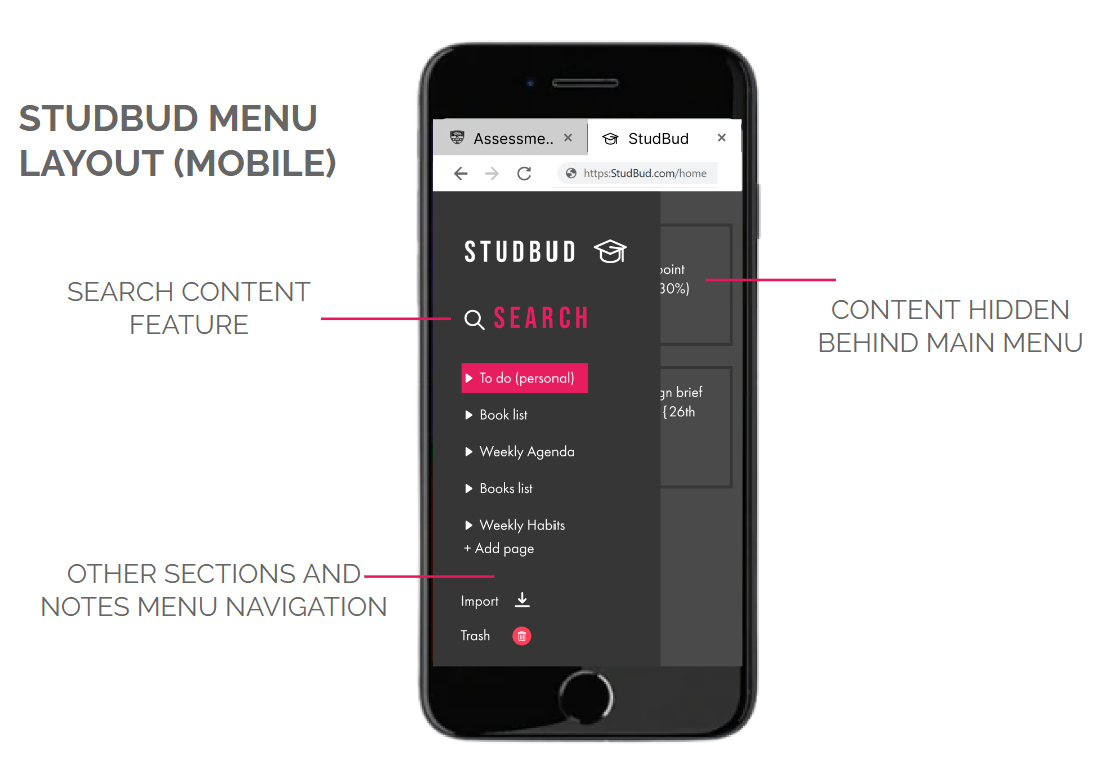 STUDBUD MENU
LAYOUT (MOBILE)
Assessme..
StudBud
https:StudBud.com/home
STUDBUD
SEARCH CONTENT
FEATURE
SEARCH
point
30%)
CONTENT HIDDEN
BEHIND MAIN MENU
To do (personal)
gn brief
{26th
Book list
Weekly Agenda
Books list
Weekly Habits
+ Add page
OTHER SECTIONS AND
NOTES MENU NAVIGATION
Import
Trash